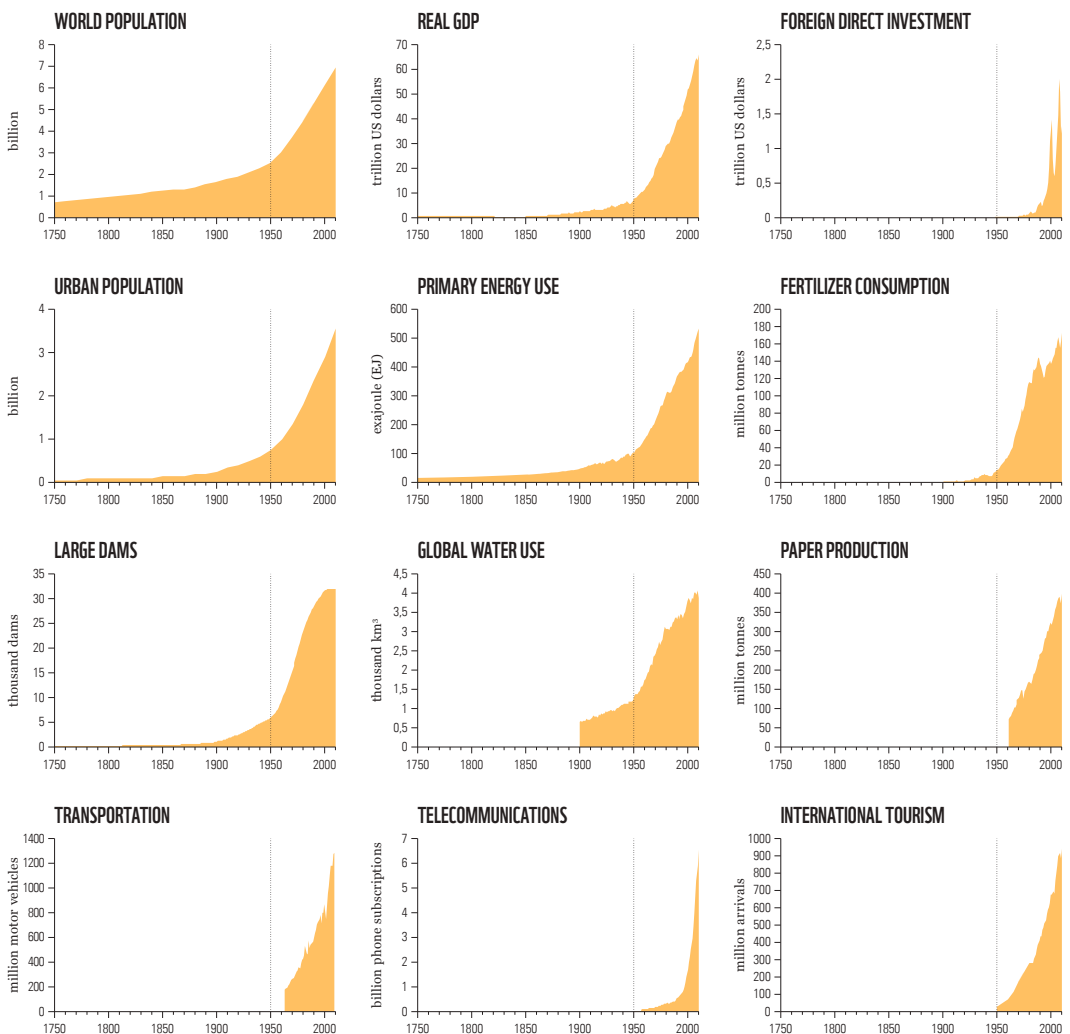 WORLD POPULATION
billion
8
7
6
5
4
3
2
1
0
1750 1800 1850 1900 1950 2000
REAL GDP
trillion US dollars
70
60
50
40
30
20
10
0
1750 1800 1850 1900 1950 2000
FOREIGN DIRECT INVESTMENT
trillion US dollars
2,5
2
1,5
1
0,5
0
1750 1800 1850 1900 1950 2000
URBAN POPULATION
billion
4
3
2
1
0
1750 1800 1850 1900 1950 2000
PRIMARY ENERGY USE
exajoule (EJ)
600
500
400
300
200
100
0
1750 1800 1850 1900 1950 2000
FERTILIZER CONSUMPTION
million tonnes
200
180
160
140
120
100
80
60
40
20
0
1750 1800 1850 1900 1950 2000
LARGE DAMS
thousand dams
35
30
25
20
15
10
5
0
1750 1800 1850 1900 1950 2000
GLOBAL WATER USE
thousand km³
4,5
4
3,5
3
2,5
2
1,5
1
0,5
0
1750 1800 1850 1900 1950 2000
PAPER PRODUCTION
million tonnes
450
400
350
300
250
200
150
100
50
0
1750 1800 1850 1900 1950 2000
TRANSPORTATION
million motor vehicles
1400
1200
1000
800
600
400
200
0
1750 1800 1850 1900 1950 2000
TELECOMMUNICATIONS
billion phone subscriptions
7
6
5
4
3
2
1
0
1750 1800 1850 1900 1950 2000
INTERNATIONAL TOURISM
million arrivals
1000
900
800
700
600
500
400
300
200
100
0
1750 1800 1850 1900 1950 2000